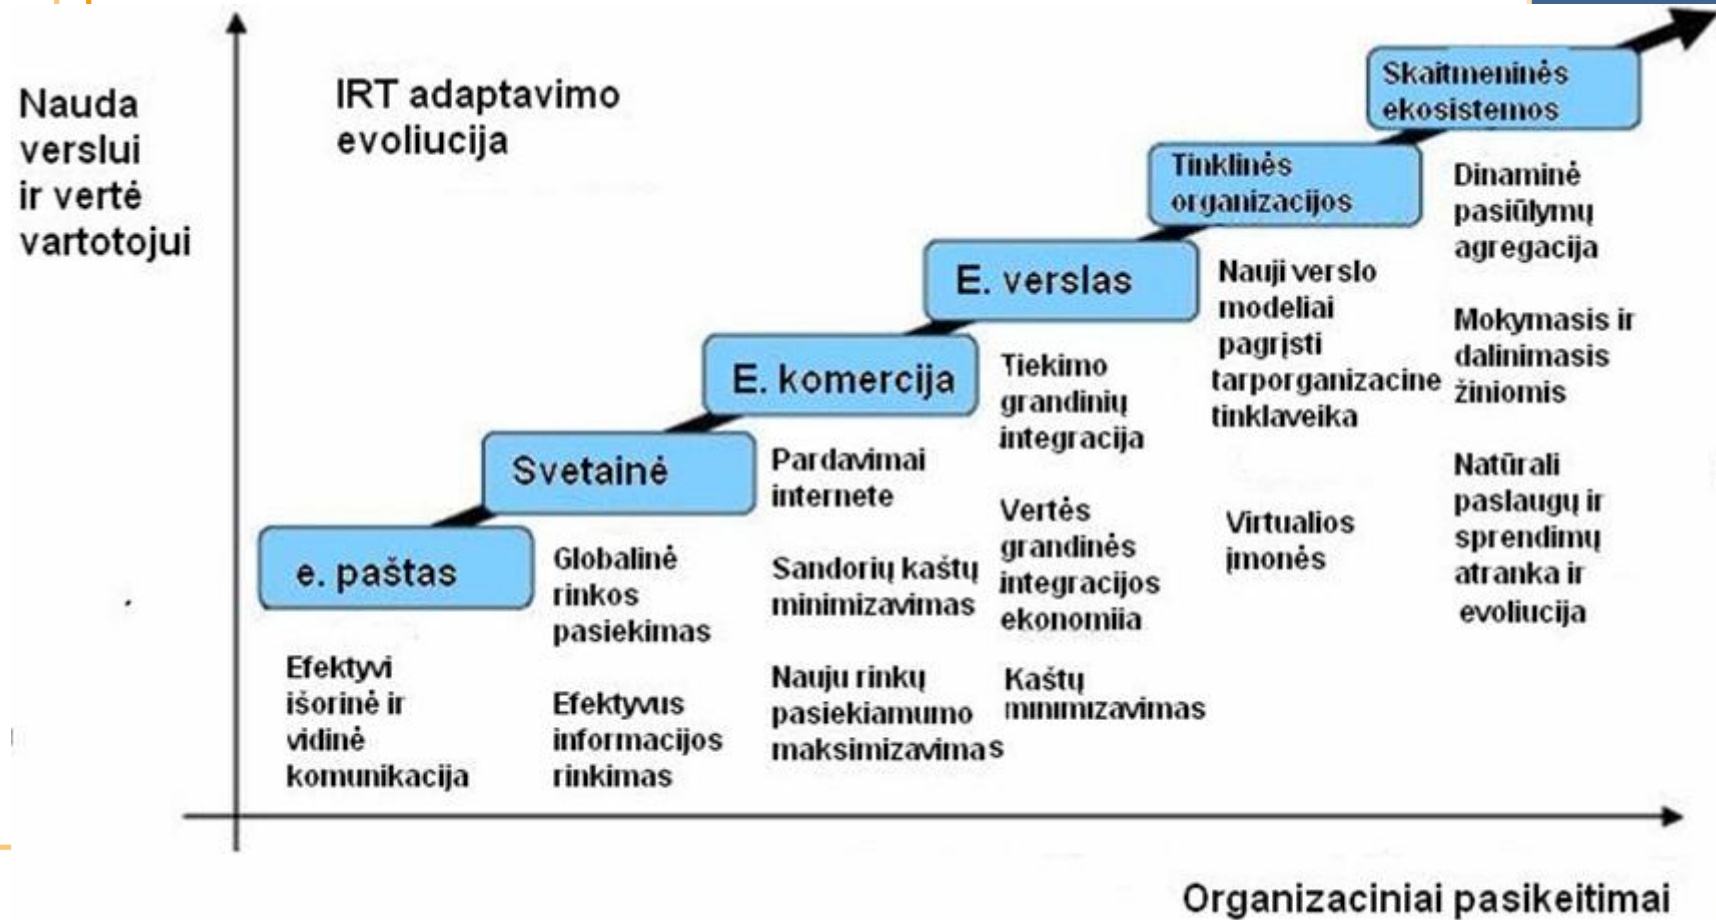 Nauda
verslui
ir vertė
vartotojui
IRT adaptavimo
evoliucija
e. paštas
Efektyvi
išorinė ir
vidinė
komunikacija
Svetainė
Globalinė
rinkos
pasiekimas
Efektyvus
informacijos
rinkimas
E. komercija
Pardavimai
internete
Sandorių kaštų
minimizavimas
Nauju rinkų
pasiekiamumo
maksimizavimas
E. verslas
Tiekimo
grandinių
integracija
Vertės
grandinės
integracijos
ekonomiia
Kaštų
minimizavimas
Tinklinės
organizacijos
Nauji verslo
modeliai
pagrįsti
tarporganizacine
tinklaveika
Virtualios
įmonės
Skaitmeninės
ekosistemos
Dinaminė
pasiūlymų
agregacija
Mokymasis ir
dalinimasis
žiniomis
Natūrali
paslaugų ir
sprendimų
atranka ir
evoliucija
Organizaciniai pasikeitimai